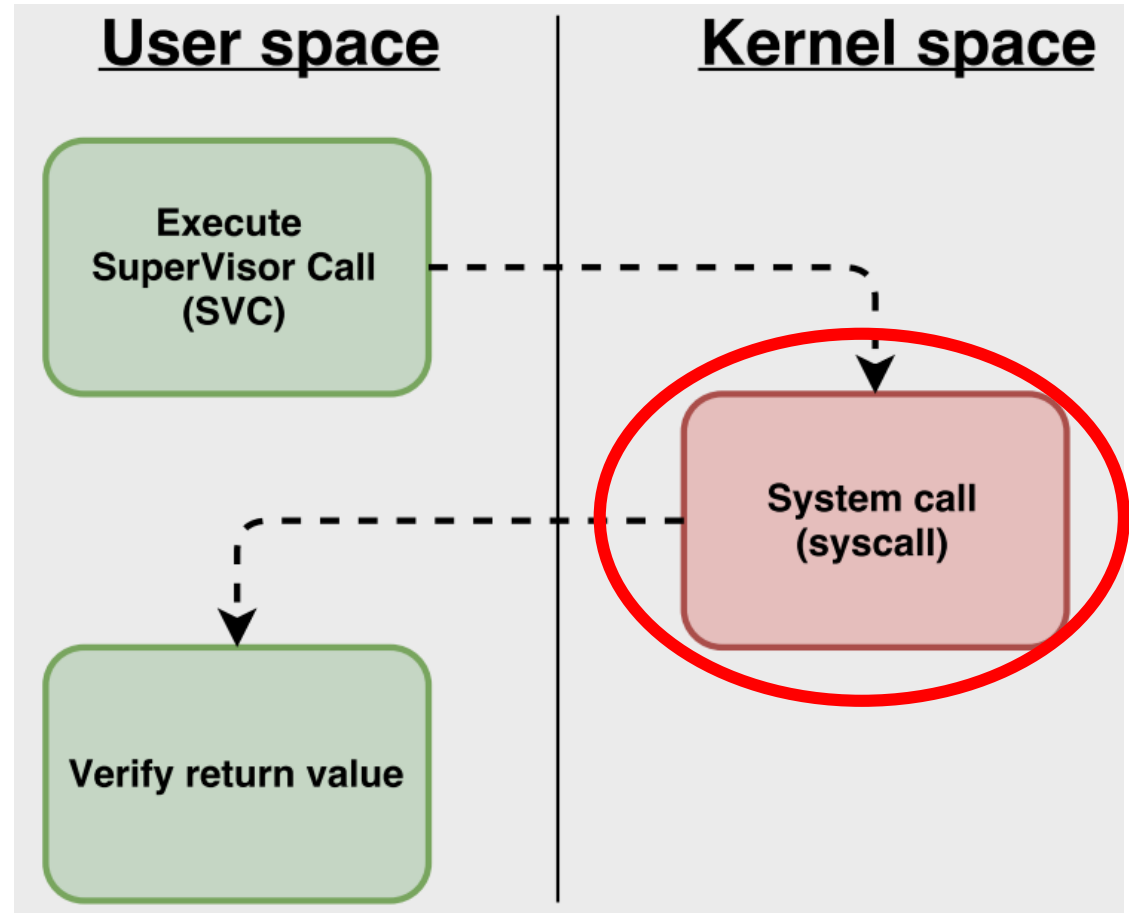 User space
Kernel space
Execute
SuperVisor Call
(SVC)
System call
(syscall)
Verify return value